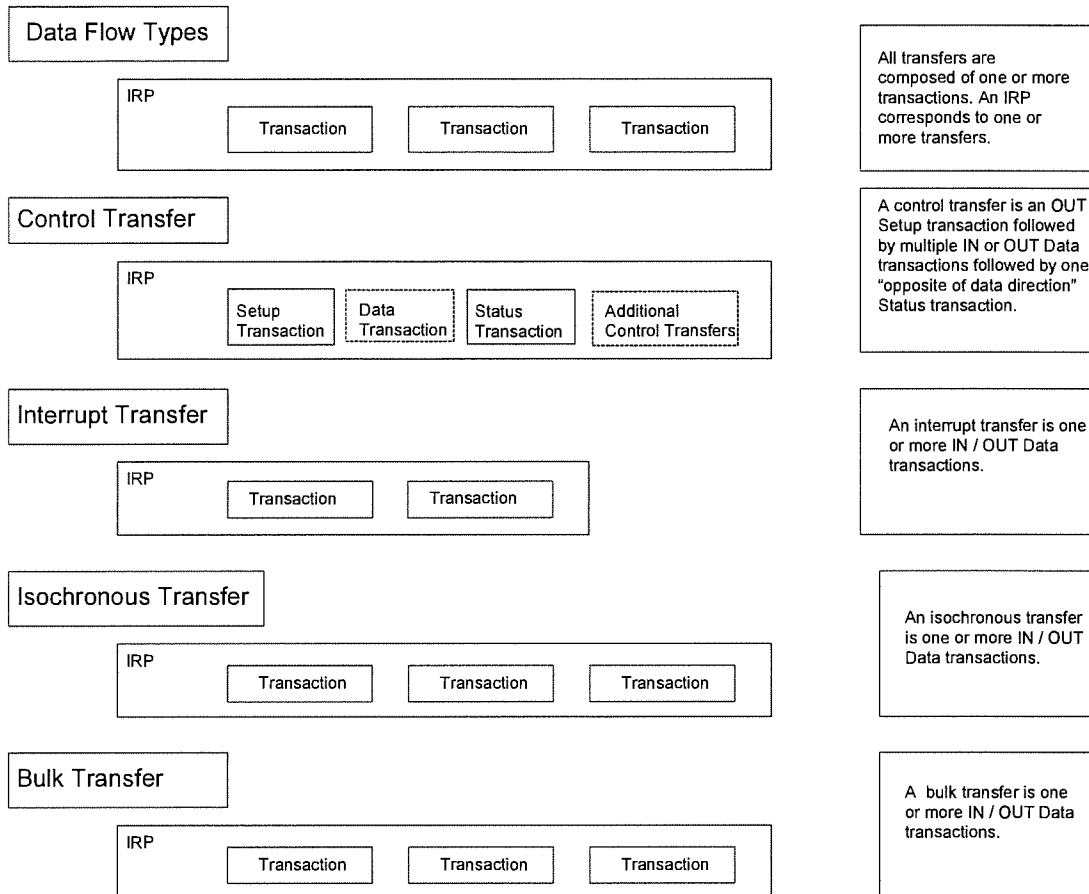 Data Flow Types
IRP
Transaction
Transaction
Transaction
All transfers are
composed of one or more
transactions. An IRP
corresponds to one or
more transfers.
Control Transfer
IRP
Setup
Transaction
Data
Transaction
Status
Transaction
Additional
Control Transfers
A control transfer is an OUT
Setup transaction followed
by multiple IN or OUT Data
transactions followed by one
“opposite of data direction”
Status transaction.
Interrupt Transfer
IRP
Transaction
Transaction
An interrupt transfer is one
or more IN / OUT Data
transactions.
Isochronous Transfer
IRP
Transaction
Transaction
Transaction
An isochronous transfer
is one or more IN / OUT
Data transactions.
Bulk Transfer
IRP
Transaction
Transaction
Transaction
A bulk transfer is one
or more IN / OUT Data
transactions.